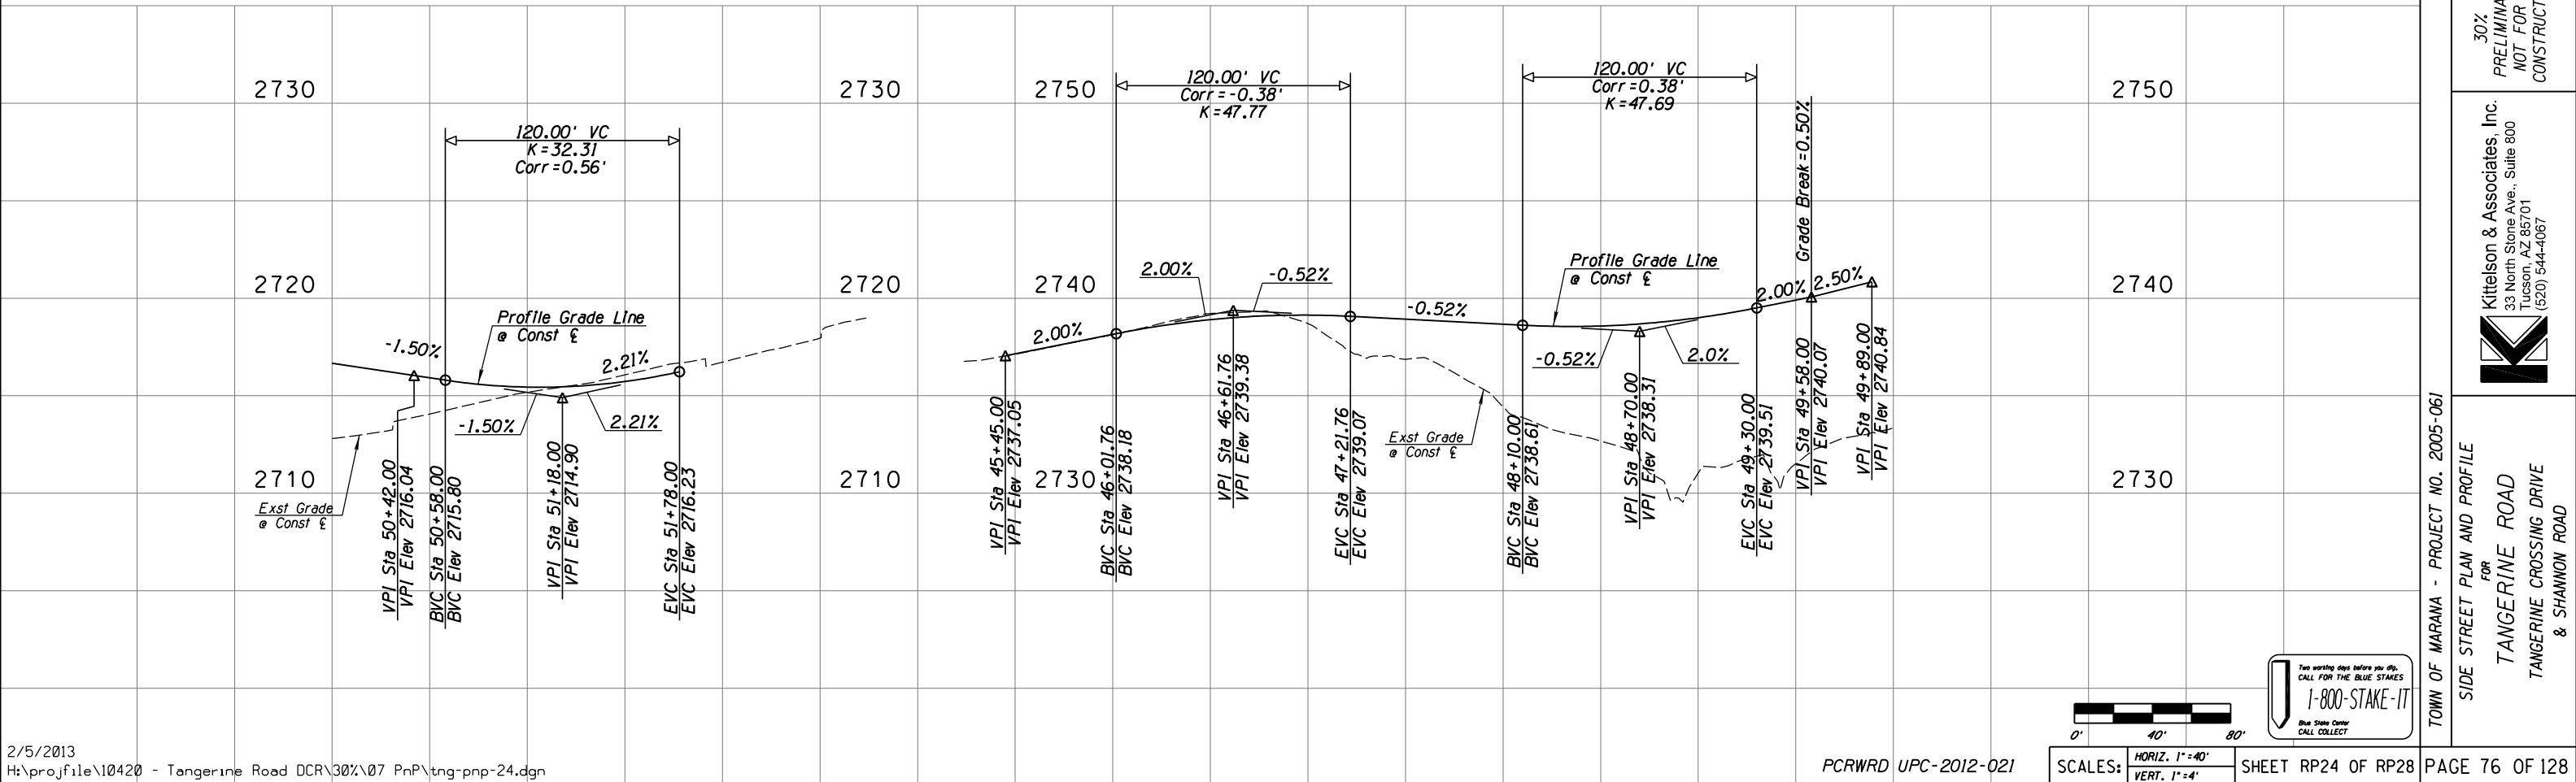 2730
2730
2750
2750
2720
2720
2740
2740
2710
2710
2730
2730
120.00' VC
K=32.31
Corr=0.56'
-1.50%
Profile Grade Line
@ Const ℄
2.21%
-1.50%
2.21%
Exst Grade
@ Const ℄
VPI Sta 50+42.00
VPI Elev 2716.04
BVC Sta 50+58.00
BVC Elev 2715.80
VPI Sta 51+18.00
VPI Elev 2714.90
EVC Sta 51+78.00
EVC Elev 2716.23
120.00' VC
Corr=-0.38'
K=47.77
2.00%
2.00%
-0.52%
-0.52%
VPI Sta 45+45.00
VPI Elev 2737.05
BVC Sta 46+01.76
BVC Elev 2738.18
VPI Sta 46+61.76
VPI Elev 2739.38
EVC Sta 47+21.76
EVC Elev 2739.07
120.00' VC
Corr=0.38'
K=47.69
Profile Grade Line
@ Const ℄
-0.52%
2.0%
Exst Grade
@ Const ℄
2.00%
2.50%
Grade Break=0.50%
BVC Sta 48+10.00
BVC Elev 2738.61
VPI Sta 48+70.00
VPI Elev 2738.31
EVC Sta 49+30.00
EVC Elev 2739.51
VPI Sta 49+58.00
VPI Elev 2740.07
VPI Sta 49+89.00
VPI Elev 2740.84
30%
PRELIMINA
NOT FOR
CONSTRUCT
Kittelson & Associates, Inc.
33 North Stone Ave., Suite 800
Tucson, AZ 85701
(520) 544-4067
TOWN OF MARANA - PROJECT NO. 2005-061
SIDE STREET PLAN AND PROFILE
FOR
TANGERINE ROAD
TANGERINE CROSSING DRIVE
& SHANNON ROAD
Two working days before you dig,
CALL FOR THE BLUE STAKES
1-800-STAKE-IT
Blue Stake Center
CALL COLLECT
0' 40' 80'
2/5/2013
H:\projfile\10420 - Tangerine Road DCR\30%\07 PnP\tng-pnp-24.dgn
PCRWRD UPC-2012-021
SCALES:
HORIZ. 1"=40'
VERT. 1"=4'
SHEET RP24 OF RP28
PAGE 76 OF 128